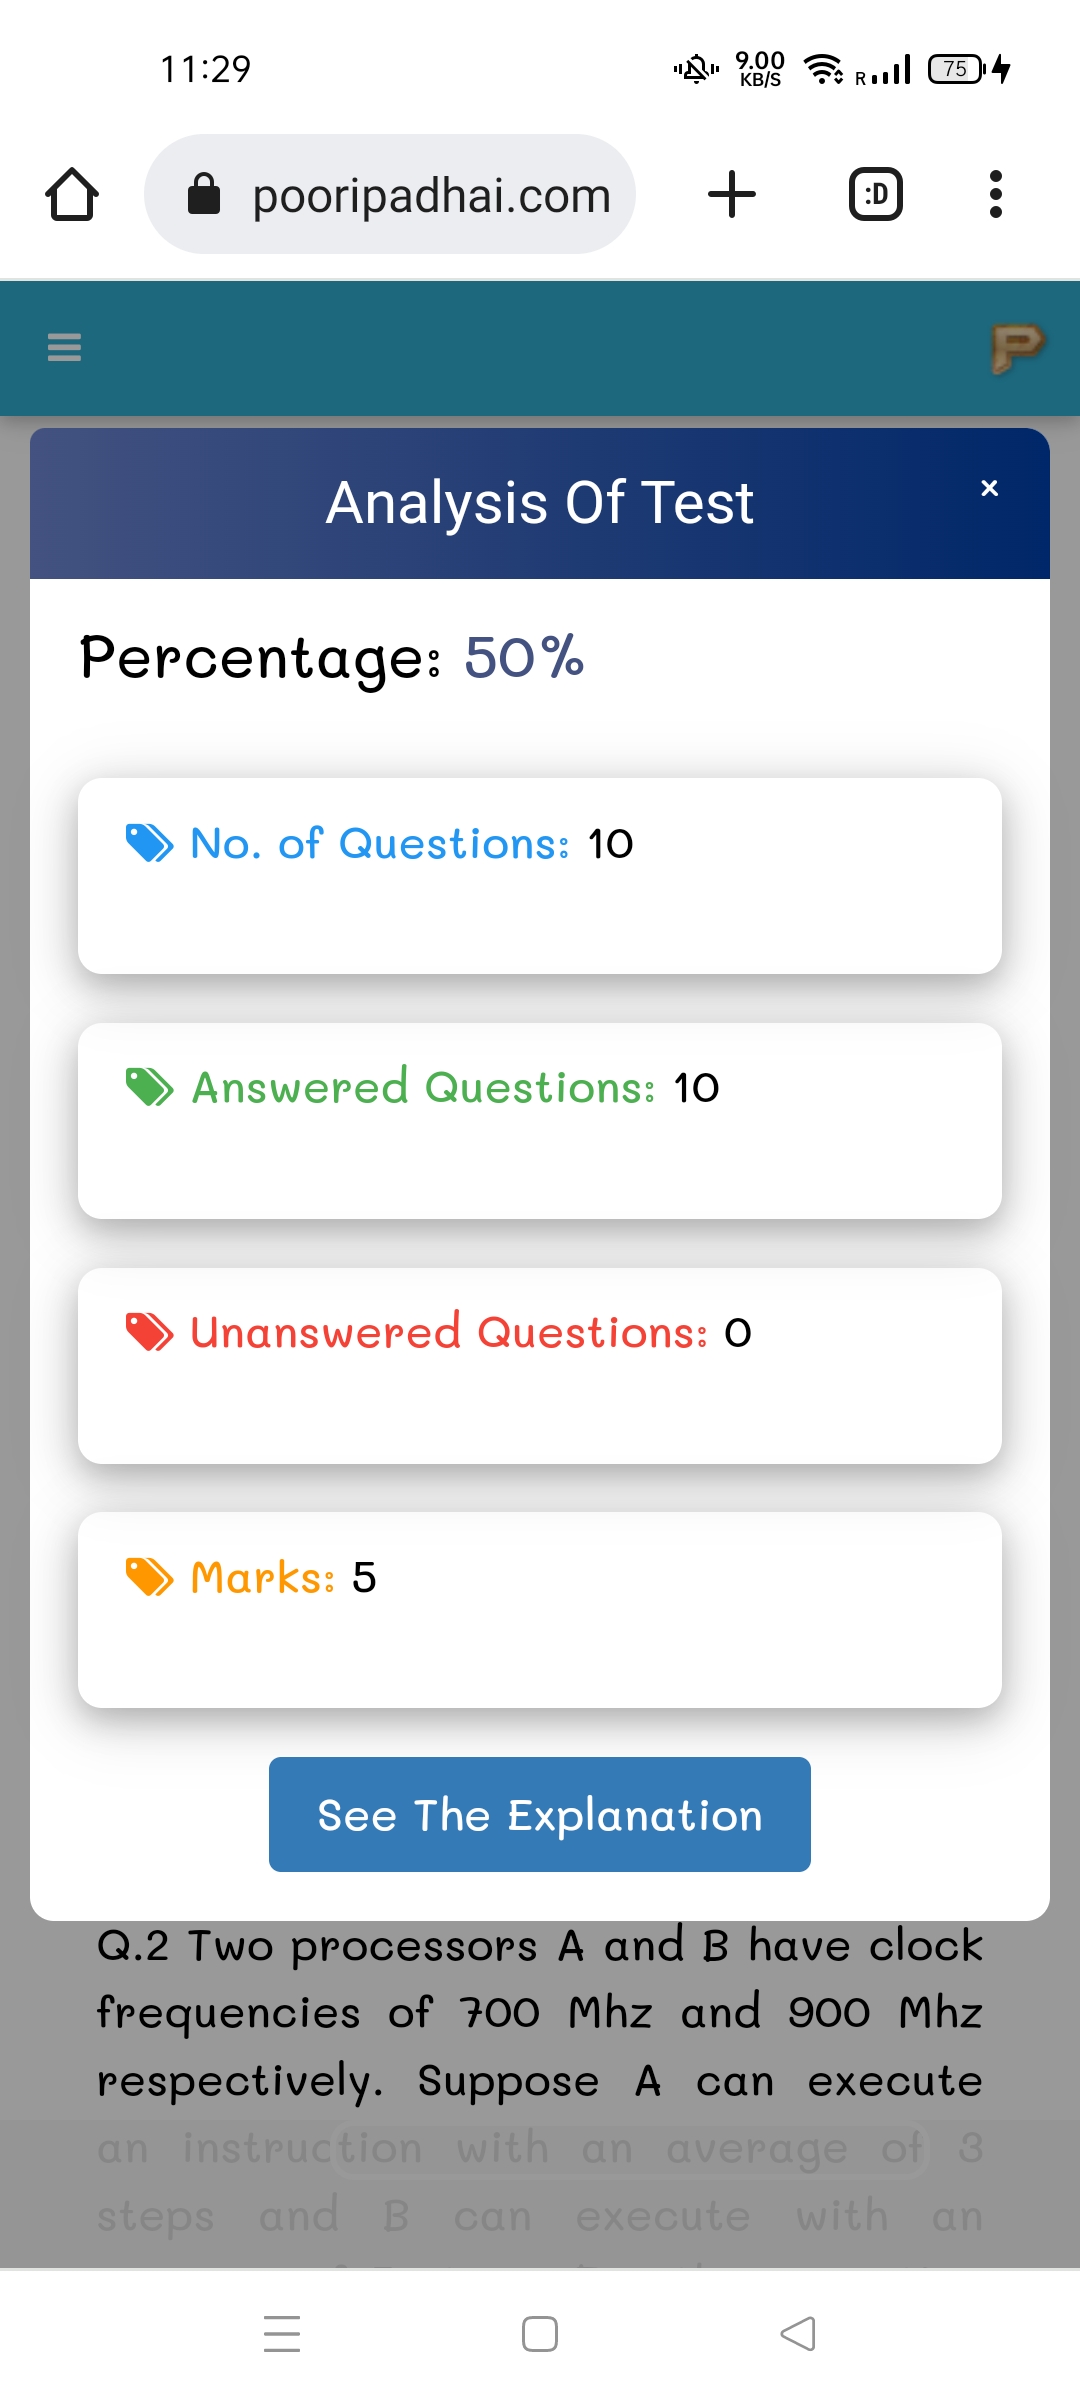 11:29
9.00
KB/S
R
75
pooripadhai.com
:D
P
Analysis Of Test
×
Percentage: 50%
No. of Questions: 10
Answered Questions: 10
Unanswered Questions: 0
Marks: 5
See The Explanation
Q.2 Two processors A and B have clock
frequencies of 700 Mhz and 900 Mhz
respectively. Suppose A can execute
an instruction with an average of 3
steps and B can execute with an